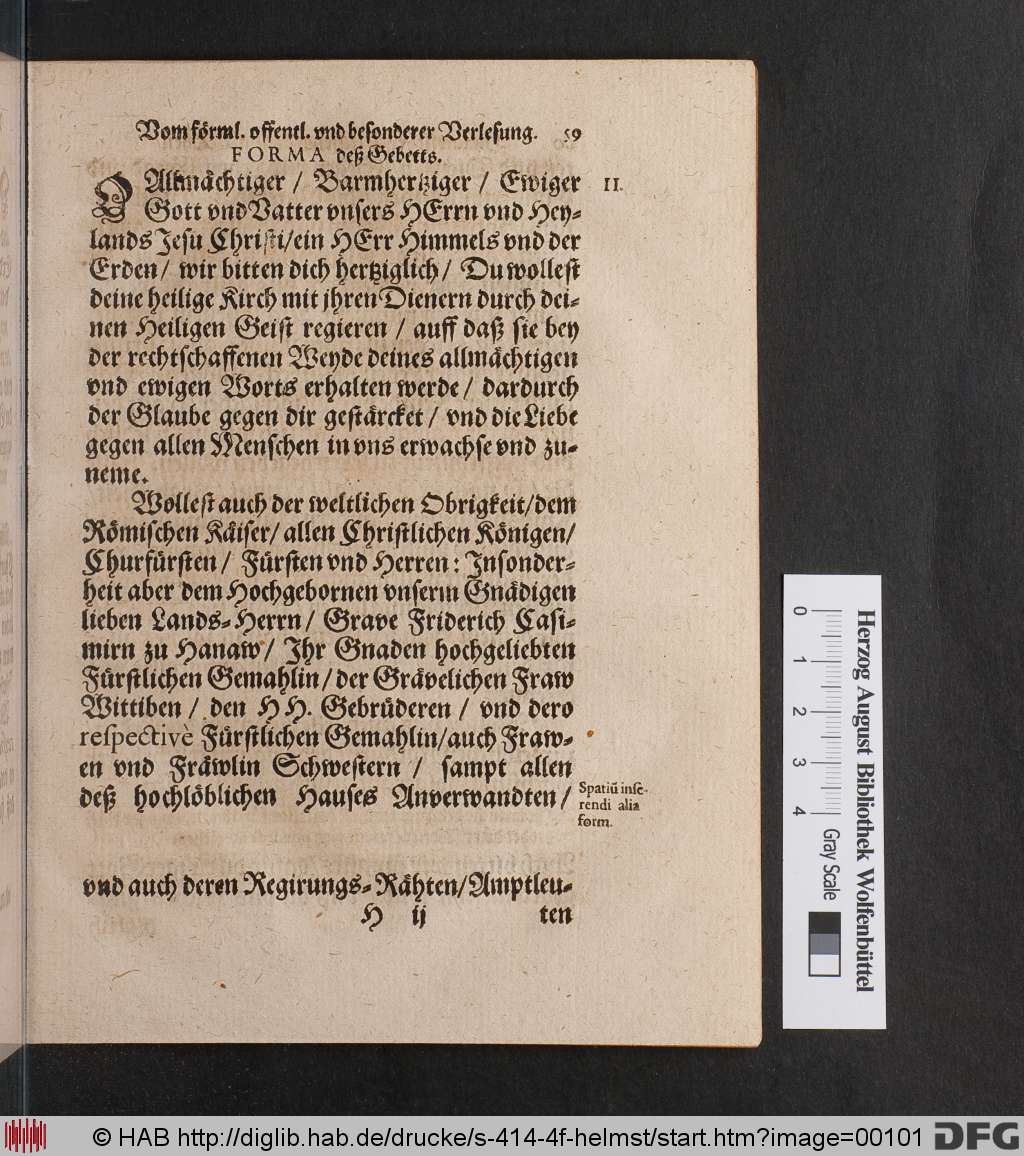 Vom förml. offentl. vnd besonderer Verlesung. 59
FORMA deß Gebetts.
O Allmächtiger / Barmhertziger / Ewiger II.
Gott vnd Vatter vnsers HErrn vnd Hey-
lands Jesu Christi/ein HErr Himmels vnd der
Erden/ wir bitten dich hertziglich/ Du wollest
deine heilige Kirch mit jhren Dienern durch dei-
nen Heiligen Geist regieren / auff daß sie bey
der rechtschaffenen Weyde deines allmächtigen
vnd ewigen Worts erhalten werde/ dardurch
der Glaube gegen dir gestärcket/ vnd die Liebe
gegen allen Menschen in vns erwachse vnd zu-
neme.
Wollest auch der weltlichen Obrigkeit/dem
Römischen Käiser/allen Christlichen Königen/
Churfürsten/ Fürsten vnd Herren: Insonder-
heit aber dem Hochgebornen vnserm Gnädigen
lieben Lands-Herrn/ Grave Friderich Casi-
mirn zu Hanaw/ Ihr Gnaden hochgeliebten
Fürstlichen Gemahlin/der Grävelichen Fraw
Wittiben / den HH. Gebrüderen / vnd dero
respectivè Fürstlichen Gemahlin/auch Fraw-
en vnd Fräwlin Schwestern / sampt allen
deß hochlöblichen Hauses Anverwandten/
Spatiū inse-
rendi alia
form.
vnd auch deren Regirungs-Rähten/Amptleu-
H ij ten
Herzog August Bibliothek Wolfenbüttel
0 1 2 3 4 Gray Scale
© HAB http://diglib.hab.de/drucke/s-414-4f-helmst/start.htm?image=00101 DFG